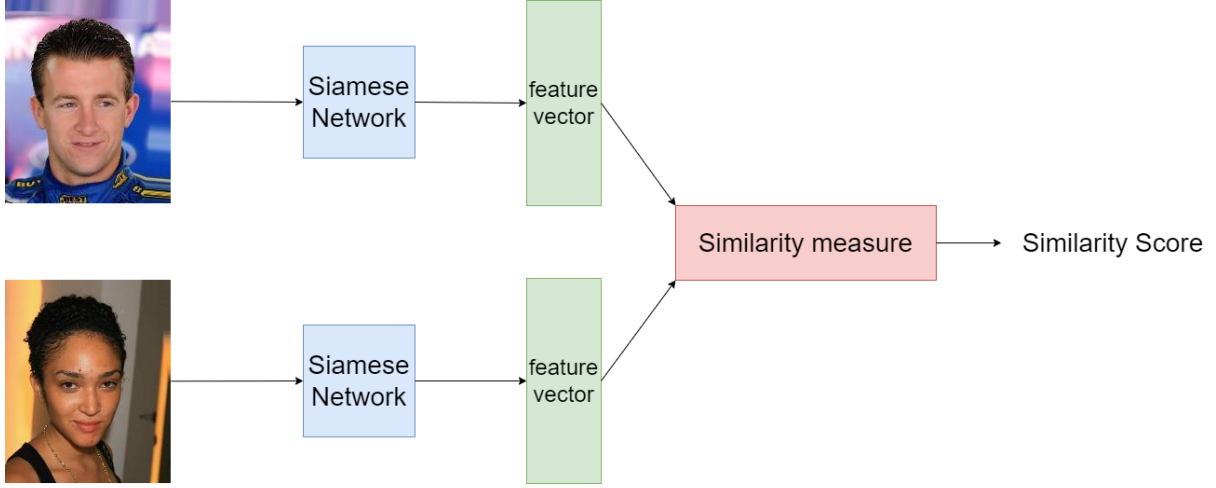 Siamese
Network
feature
vector
Similarity measure
Similarity Score
Siamese
Network
feature
vector